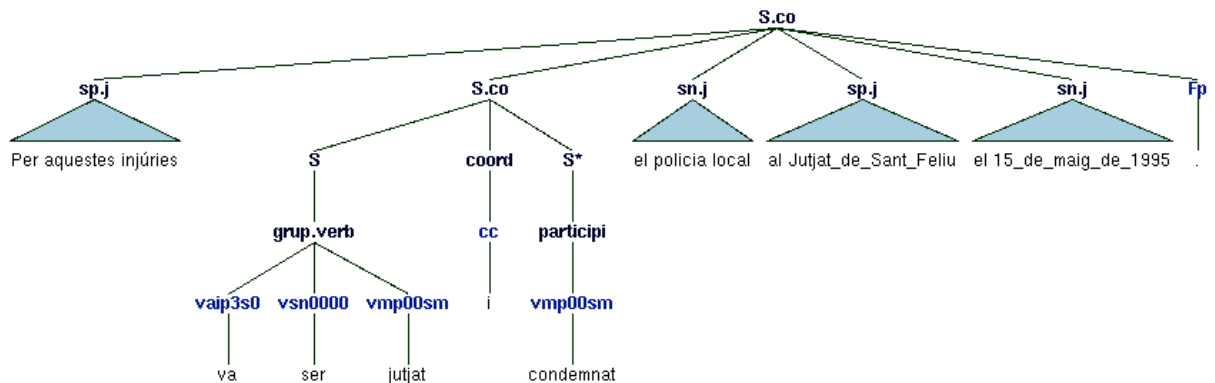 S.co
sp.j S.co sn.j sp.j sn.j Fp
Per aquestes injúries S coord S* el policia local al Jutjat_de_Sant_Feliu el 15_de_maig_de_1995 .
grup.verb cc participi
vaip3s0 vsn0000 vmp00sm i vmp00sm
va ser jutjat condemnat